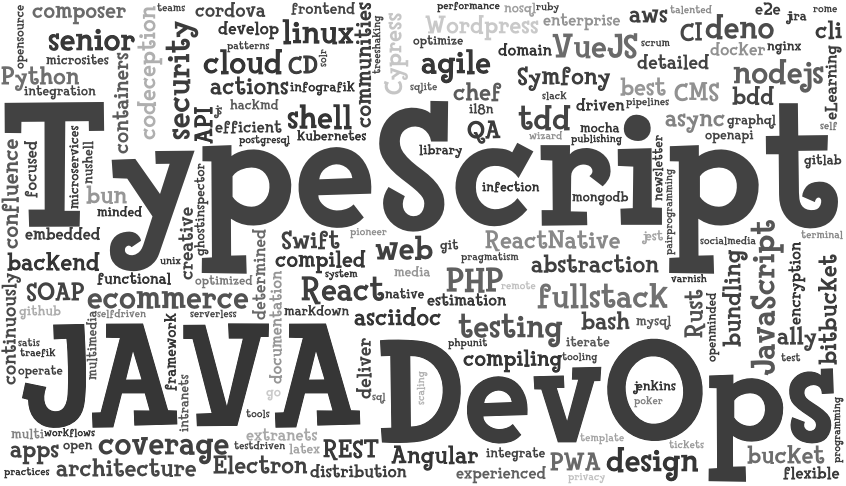 opensource
composer
teams
cordova
frontend
performance
nosql
ruby
enterprise
aws
talented
e2e
jra
rome
cli
senior
microsites
codeception
security
develop
patterns
linux
solr
communities
treeshaking
Cypress
Wordpress
optimize
domain
VueJS
scrum
CI
deno
docker
nginx
Python
integration
containers
cloud
CD
actions
infografik
agile
sqlite
chef
Symfony
slack
detailed
best
CMS
nodejs
bdd
eLearning
API
js
hackmd
efficient
postgresql
shell
Kubernetes
il8n
QA
tdd
driven
pipelines
wizard
mocha
publishing
async
graphql
openapi
self
TypeScript
confluence
focused
microservices
nushell
bun
minded
ghostinspector
creative
library
infection
mongodb
newsletter
pairprogramming
gitlab
embedded
backend
functional
unix
optimized
determined
Swift
pioneer
compiled
system
web
media
git
pragmatism
ReactNative
jest
abstraction
socialmedia
varnish
terminal
JavaScript
bundling
encryption
bitbucket
continuously
SOAP
github
ecommerce
selfdriven
serverless
multimedia
framework
documentation
React
native
markdown
asciidoc
PHP
remote
estimation
fullstack
testing
bash
mysql
Rust
openminded
ally
test
satis
traefik
operate
JAVA
intranets
go
tools
deliver
sql
scaling
phpunit
compiling
iterate
tooling
DevOps
jenkins
poker
programming
multi
workflows
apps
open
practices
coverage
architecture
testdriven
extranets
latex
Electron
REST
distribution
Angular
integrate
experienced
template
PWA
privacy
design
tickets
bucket
flexible